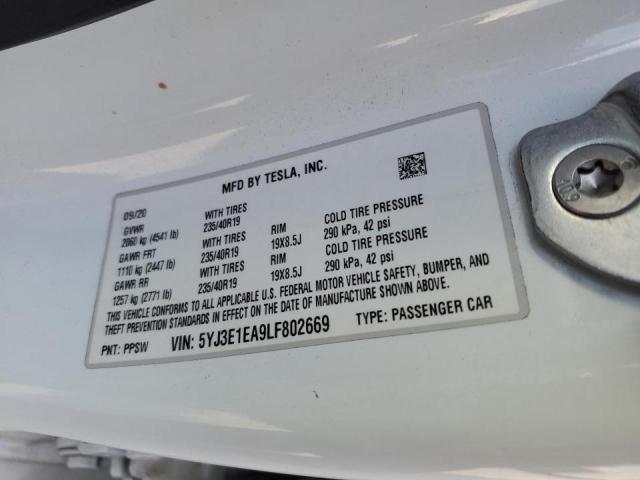 MFD BY TESLA, INC.
09/20
GVWR WITH TIRES RIM COLD TIRE PRESSURE
2060 kg (4541 lb) 235/40R19 19X8.5J 290 kPa, 42 psi
GAWR FRT WITH TIRES RIM COLD TIRE PRESSURE
1110 kg (2447 lb) 235/40R19 19X8.5J 290 kPa, 42 psi
GAWR RR WITH TIRES
1257 kg (2771 lb) 235/40R19
THIS VEHICLE CONFORMS TO ALL APPLICABLE U.S. FEDERAL MOTOR VEHICLE SAFETY, BUMPER, AND
THEFT PREVENTION STANDARDS IN EFFECT ON THE DATE OF MANUFACTURE SHOWN ABOVE.
PNT: PPSW VIN: 5YJ3E1EA9LF802669 TYPE: PASSENGER CAR
10.9